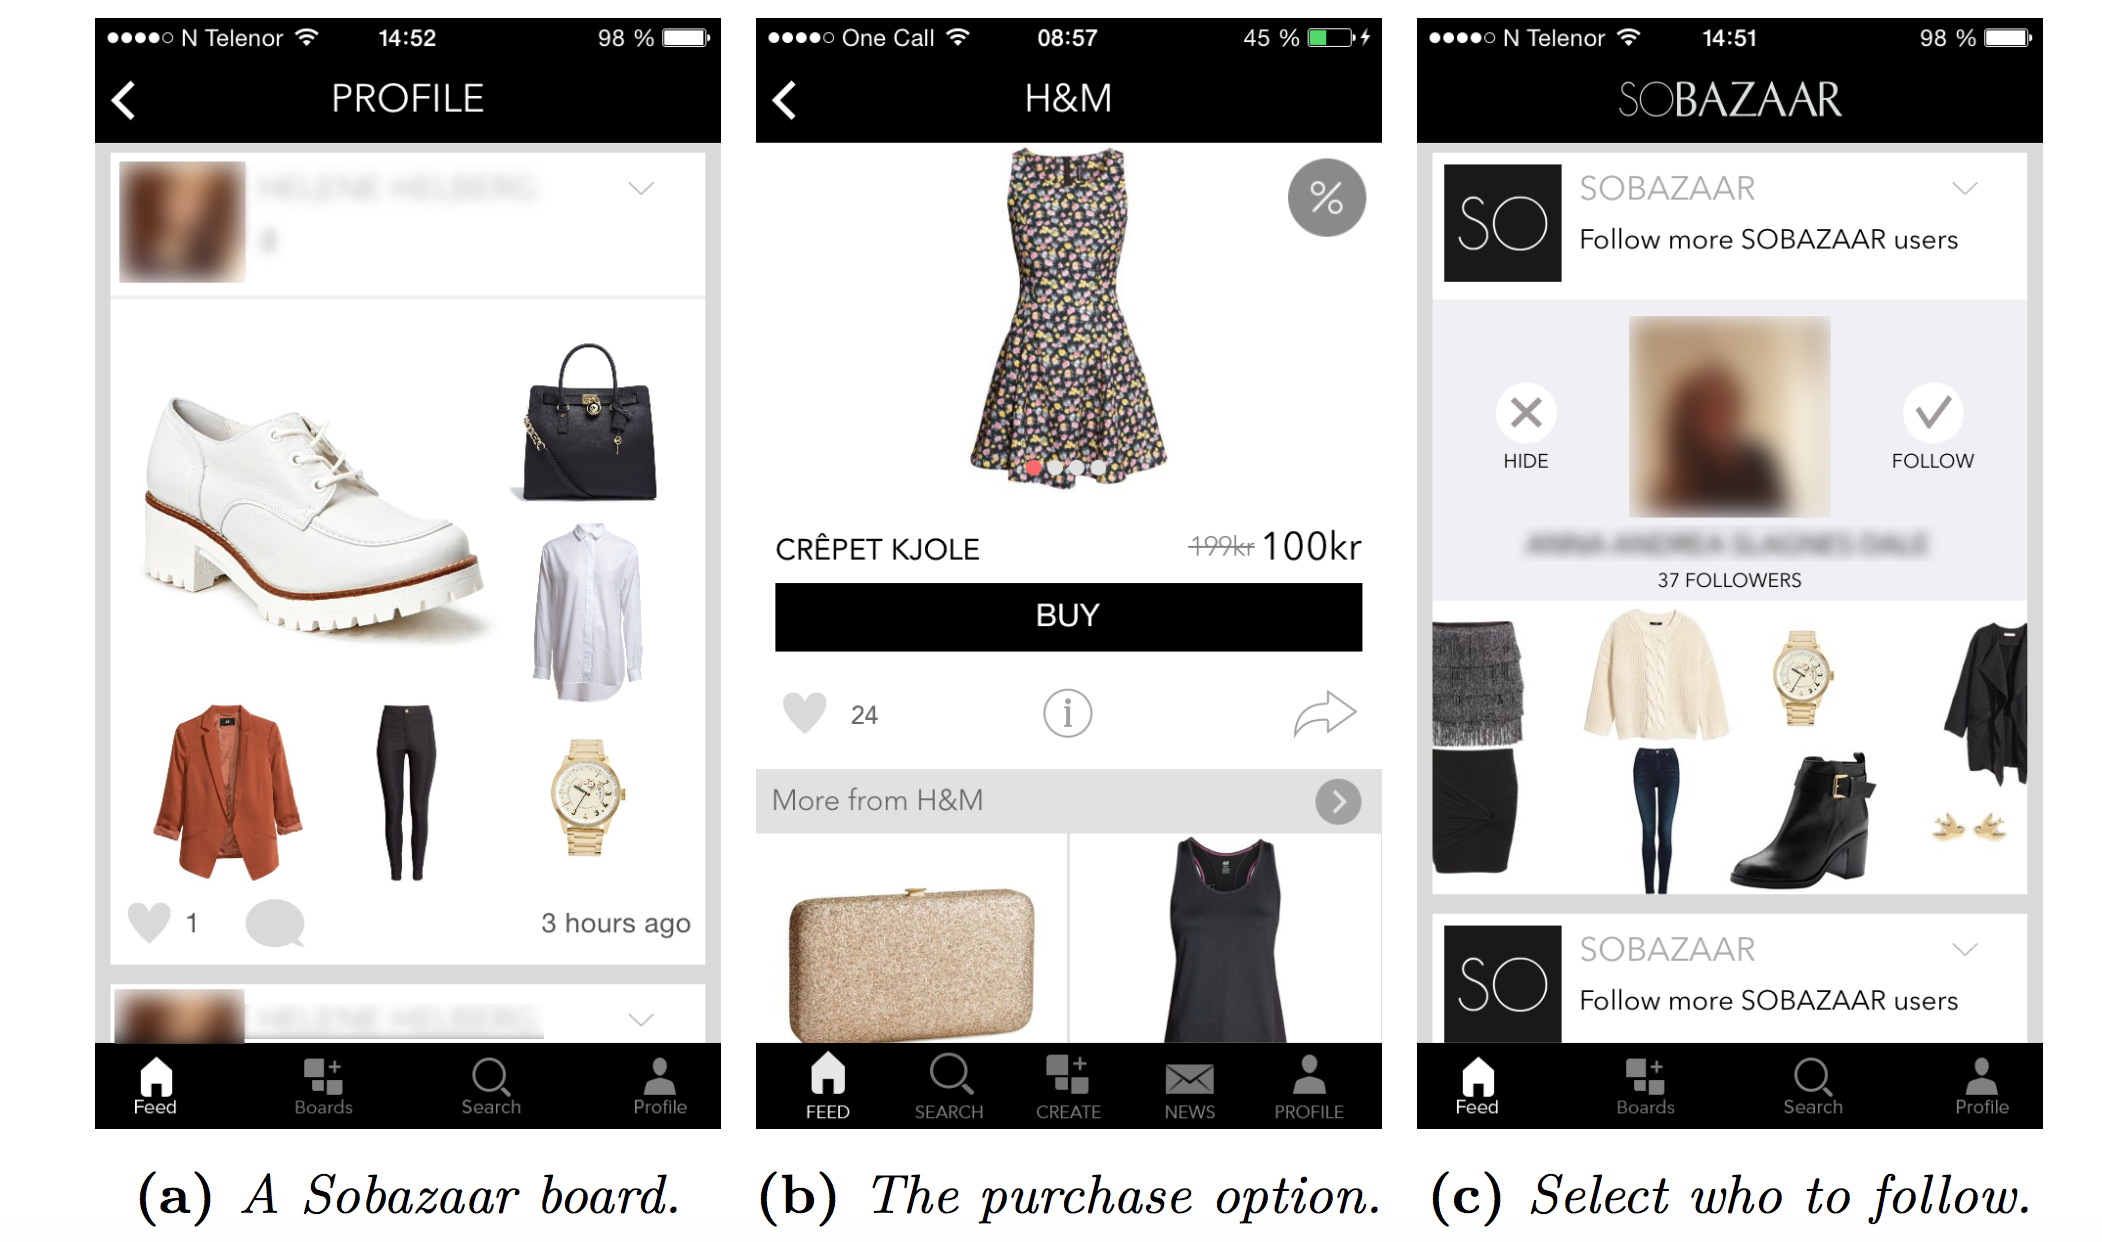 N Telenor 14:52 98 %
PROFILE
1
3 hours ago
Feed Boards Search Profile
(a) A Sobazaar board.
One Call 08:57 45 %
H&M
%
CRÊPET KJOLE 199kr 100kr
BUY
24
i
More from H&M
FEED SEARCH CREATE NEWS PROFILE
(b) The purchase option.
N Telenor 14:51 98 %
SOBAZAAR
SO
SOBAZAAR
Follow more SOBAZAAR users
HIDE
FOLLOW
37 FOLLOWERS
SO
SOBAZAAR
Follow more SOBAZAAR users
Feed Boards Search Profile
(c) Select who to follow.